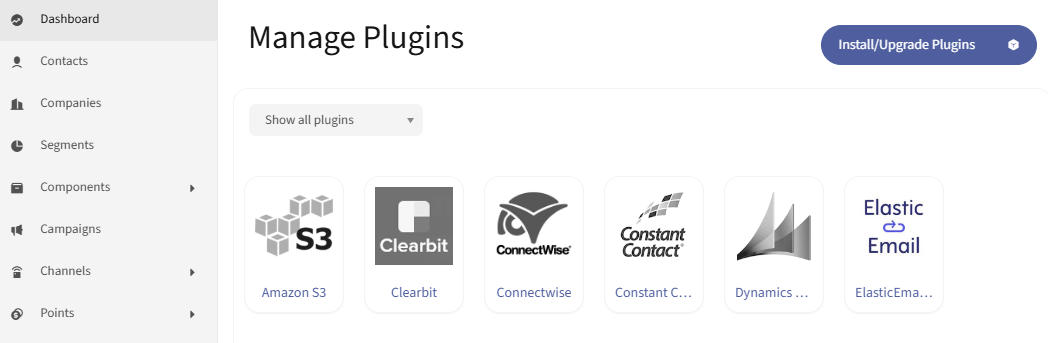 Dashboard
Contacts
Companies
Segments
Components
Campaigns
Channels
Points
Manage Plugins
Install/Upgrade Plugins
Show all plugins
S3
Amazon S3
Clearbit
Clearbit
ConnectWise®
Connectwise
Constant
Contact®
Constant C...
Dynamics ...
Elastic
Email
ElasticEma...